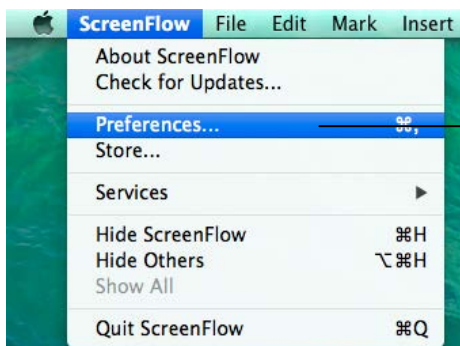 ScreenFlow File Edit Mark Insert
About ScreenFlow
Check for Updates...
Preferences... ⌘,
Store...
Services ▶
Hide ScreenFlow ⌘H
Hide Others ⌥⌘H
Show All
Quit ScreenFlow ⌘Q